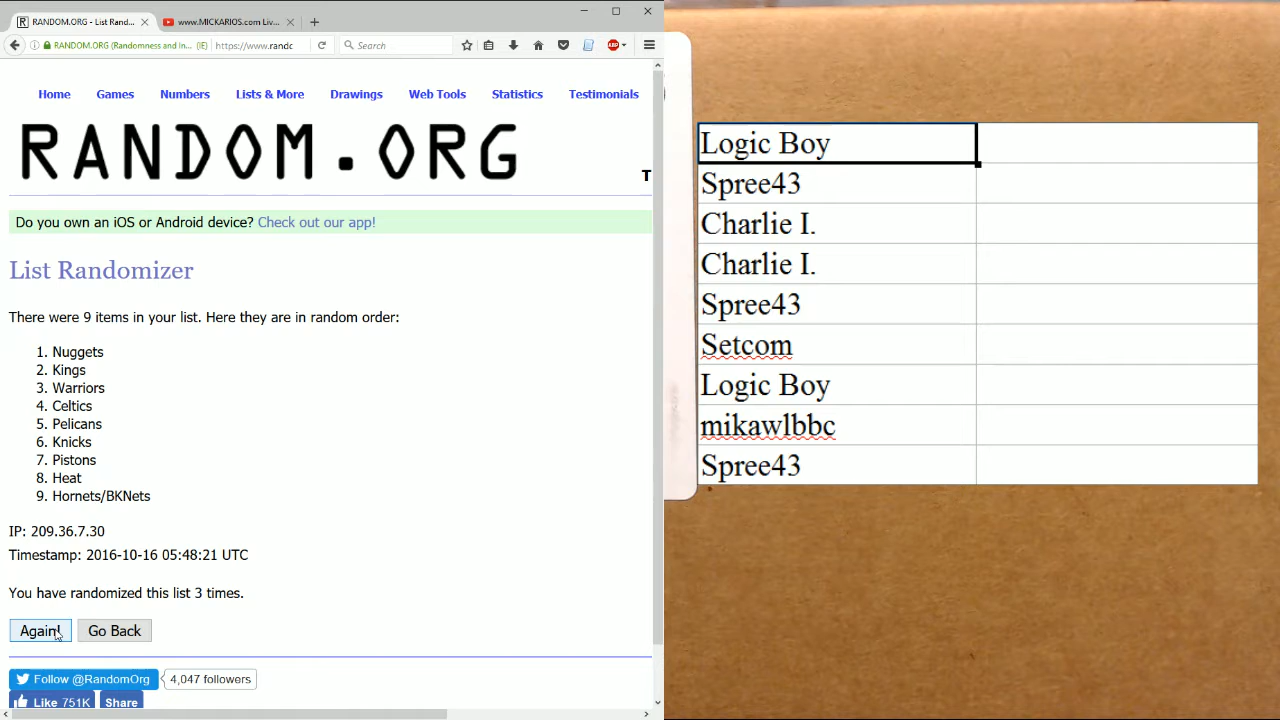 RANDOM.ORG - List Rand...
www.MICKARIOS.com Liv...
RANDOM.ORG (Randomness and In... (IE)
https://www.randc
Search
ABP
Home Games Numbers Lists & More Drawings Web Tools Statistics Testimonials
RANDOM.ORG
T
Do you own an iOS or Android device? Check out our app!
List Randomizer
There were 9 items in your list. Here they are in random order:
1. Nuggets
2. Kings
3. Warriors
4. Celtics
5. Pelicans
6. Knicks
7. Pistons
8. Heat
9. Hornets/BKNets
IP: 209.36.7.30
Timestamp: 2016-10-16 05:48:21 UTC
You have randomized this list 3 times.
Again! Go Back
Follow @RandomOrg 4,047 followers
Like 751K Share
Logic Boy
Spree43
Charlie I.
Charlie I.
Spree43
Setcom
Logic Boy
mikawlbbc
Spree43